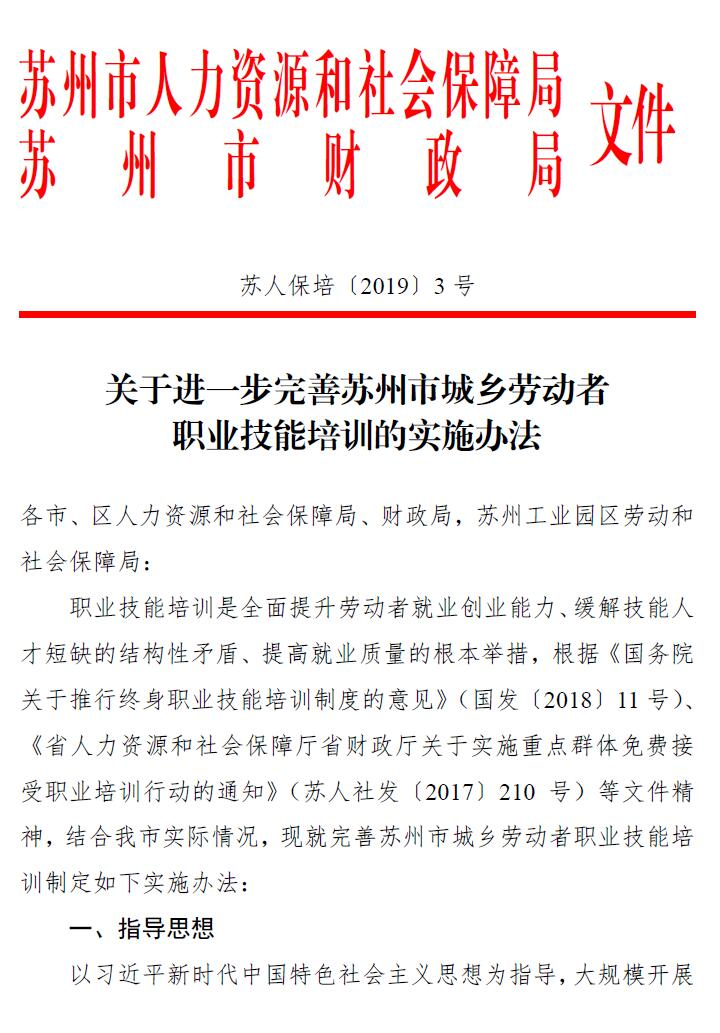 苏州市人力资源和社会保障局
苏州市财政局
文件
苏人保培〔2019〕3 号
关于进一步完善苏州市城乡劳动者
职业技能培训的实施办法
各市、区人力资源和社会保障局、财政局，苏州工业园区劳动和
社会保障局：
职业技能培训是全面提升劳动者就业创业能力、缓解技能人
才短缺的结构性矛盾、提高就业质量的根本举措，根据《国务院
关于推行终身职业技能培训制度的意见》（国发〔2018〕11 号）、
《省人力资源和社会保障厅省财政厅关于实施重点群体免费接
受职业培训行动的通知》（苏人社发〔2017〕210 号）等文件精
神，结合我市实际情况，现就完善苏州市城乡劳动者职业技能培
训制定如下实施办法：
一、指导思想
以习近平新时代中国特色社会主义思想为指导，大规模开展